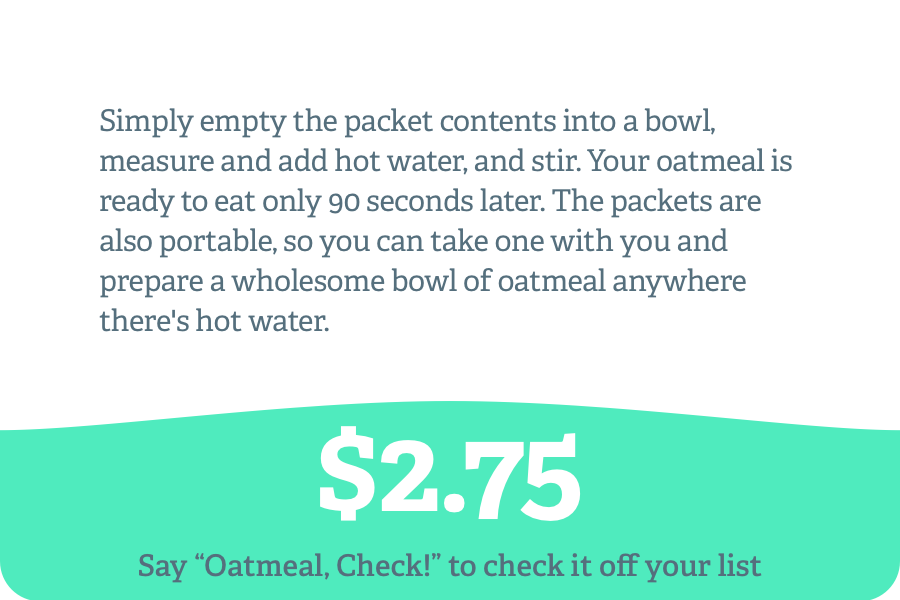 Simply empty the packet contents into a bowl,
measure and add hot water, and stir. Your oatmeal is
ready to eat only 90 seconds later. The packets are
also portable, so you can take one with you and
prepare a wholesome bowl of oatmeal anywhere
there's hot water.
$2.75
Say “Oatmeal, Check!” to check it off your list